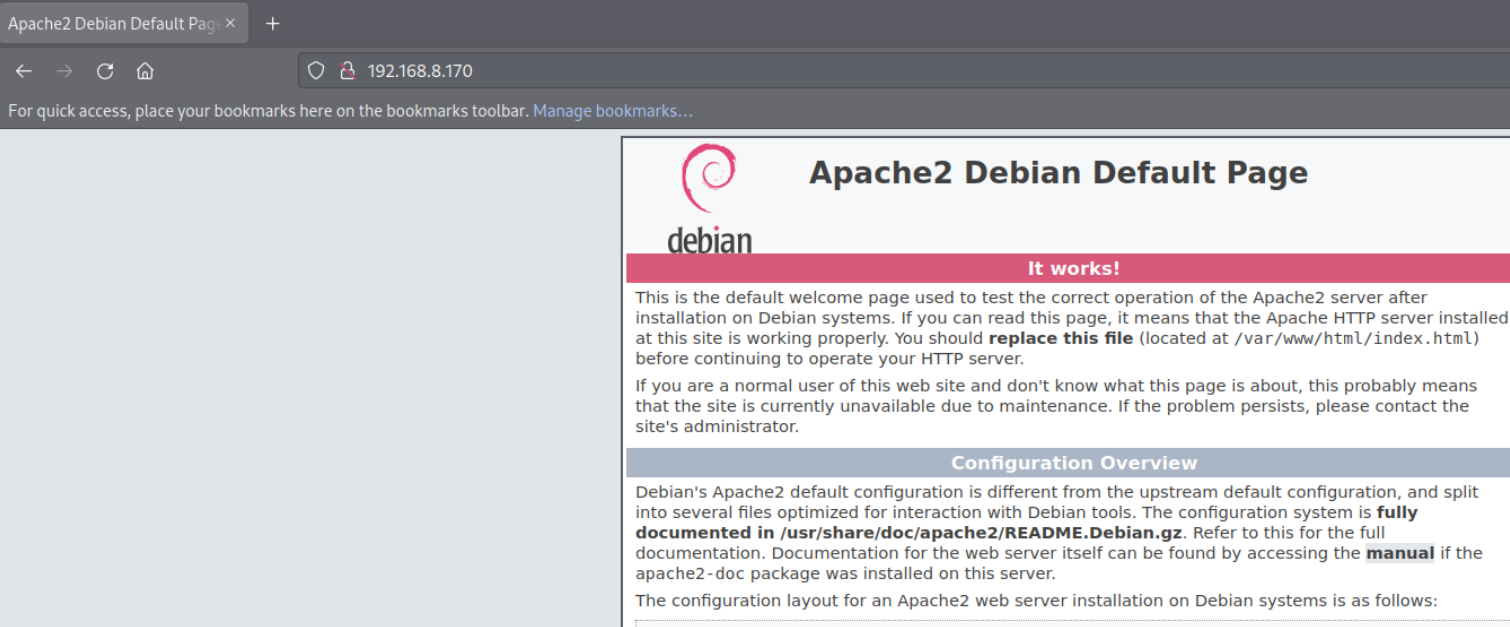 Apache2 Debian Default Page
192.168.8.170
For quick access, place your bookmarks here on the bookmarks toolbar. Manage bookmarks…
debian
Apache2 Debian Default Page
It works!
This is the default welcome page used to test the correct operation of the Apache2 server after
installation on Debian systems. If you can read this page, it means that the Apache HTTP server installed
at this site is working properly. You should replace this file (located at /var/www/html/index.html)
before continuing to operate your HTTP server.
If you are a normal user of this web site and don't know what this page is about, this probably means
that the site is currently unavailable due to maintenance. If the problem persists, please contact the
site's administrator.
Configuration Overview
Debian's Apache2 default configuration is different from the upstream default configuration, and split
into several files optimized for interaction with Debian tools. The configuration system is fully
documented in /usr/share/doc/apache2/README.Debian.gz. Refer to this for the full
documentation. Documentation for the web server itself can be found by accessing the manual if the
apache2-doc package was installed on this server.
The configuration layout for an Apache2 web server installation on Debian systems is as follows: